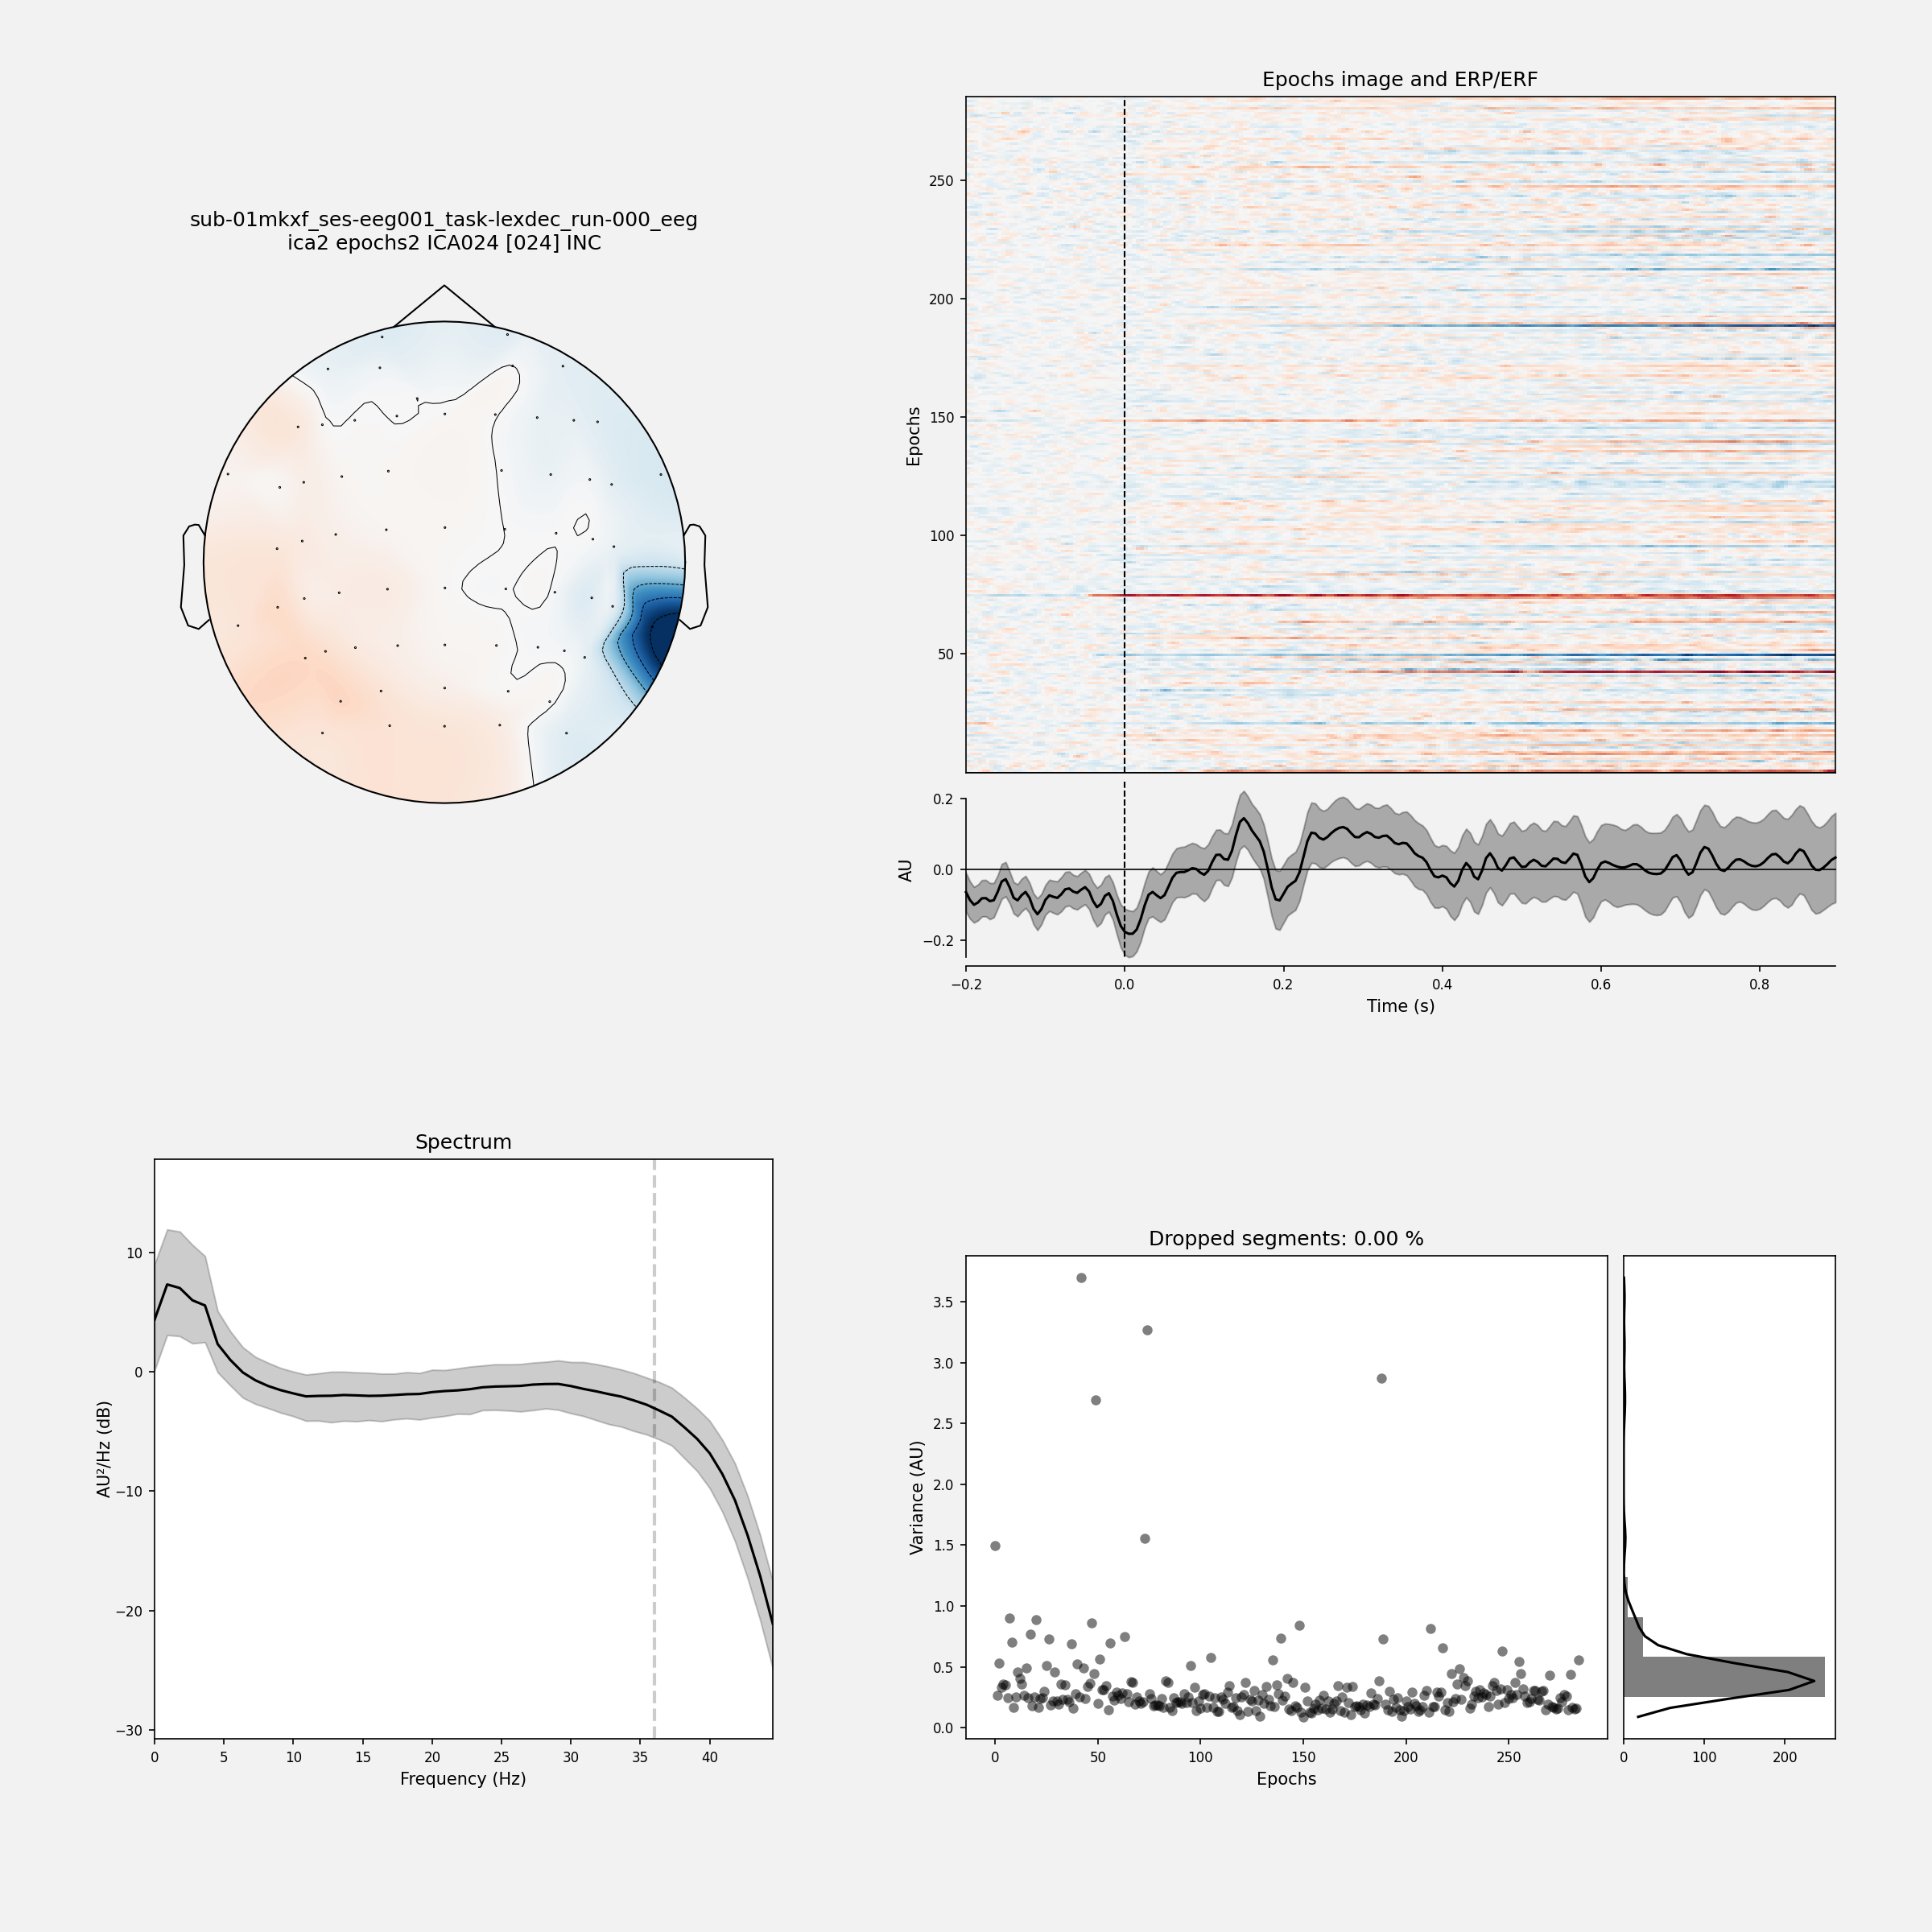 sub-01mkxf_ses-eeg001_task-lexdec_run-000_eeg
ica2 epochs2 ICA024 [024] INC
Epochs image and ERP/ERF
250
200
150
100
50
Epochs
0.2
0.0
−0.2
AU
−0.2 0.0 0.2 0.4 0.6 0.8
Time (s)
Spectrum
10
0
−10
−20
−30
AU²/Hz (dB)
0 5 10 15 20 25 30 35 40
Frequency (Hz)
Dropped segments: 0.00 %
3.5
3.0
2.5
2.0
1.5
1.0
0.5
0.0
Variance (AU)
0 50 100 150 200 250
Epochs
0 100 200